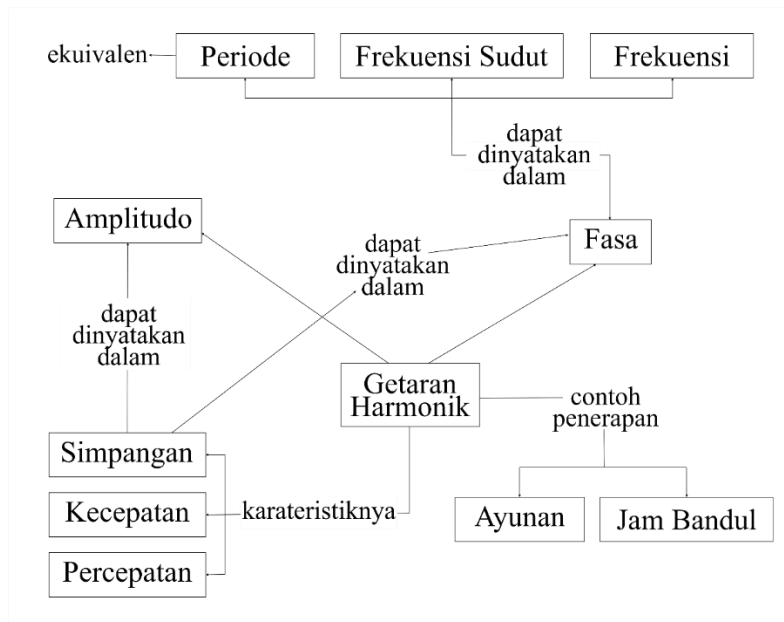 ekuivalen
Periode
Frekuensi Sudut
Frekuensi
dapat
dinyatakan
dalam
Amplitudo
Fasa
dapat
dinyatakan
dalam
dapat
dinyatakan
dalam
Getaran
Harmonik
contoh
penerapan
Simpangan
Kecepatan
karateristiknya
Ayunan
Jam Bandul
Percepatan